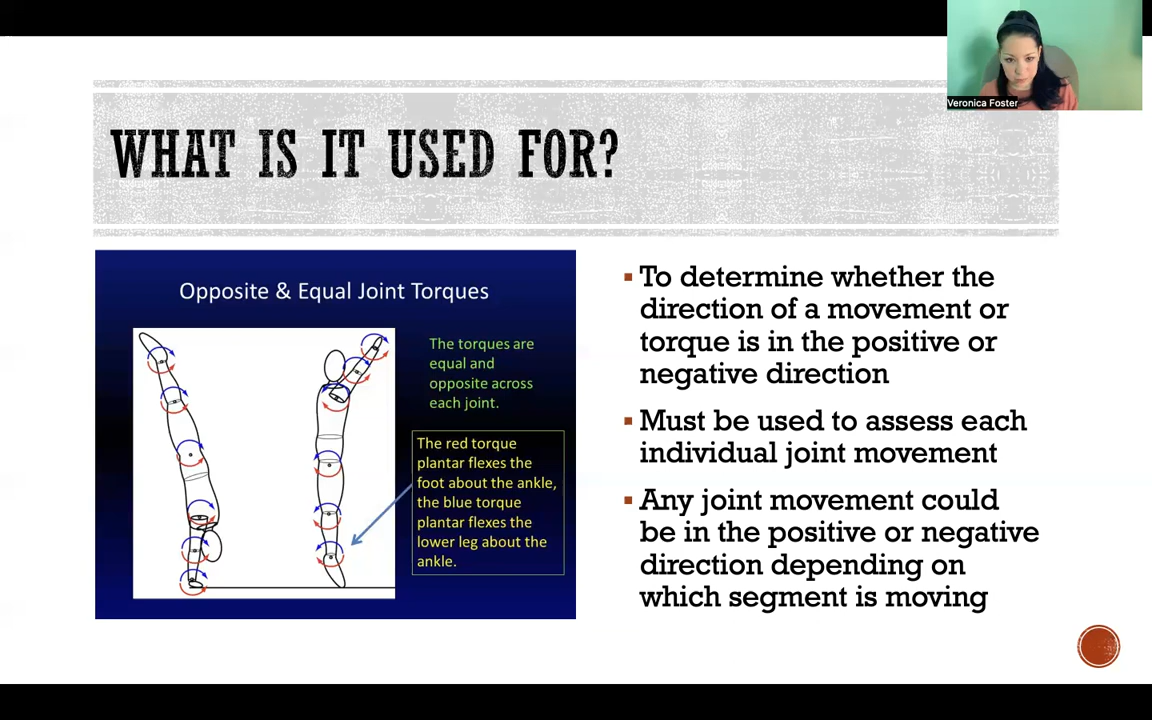 Veronica Foster
WHAT IS IT USED FOR?
Opposite & Equal Joint Torques
The torques are
equal and
opposite across
each joint.
The red torque
plantar flexes the
foot about the ankle,
the blue torque
plantar flexes the
lower leg about the
ankle.
▪ To determine whether the
direction of a movement or
torque is in the positive or
negative direction
▪ Must be used to assess each
individual joint movement
▪ Any joint movement could
be in the positive or negative
direction depending on
which segment is moving